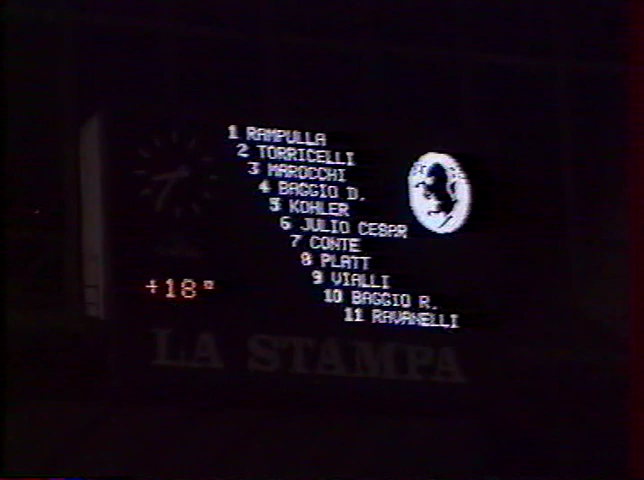 1 RAMPULLA
2 TORRICELLI
3 MAROCCHI
4 BAGGIO D.
5 KOHLER
6 JULIO CESAR
7 CONTE
8 PLATT
9 VIALLI
10 BAGGIO R.
11 RAVANELLI
+18°
LA STAMPA